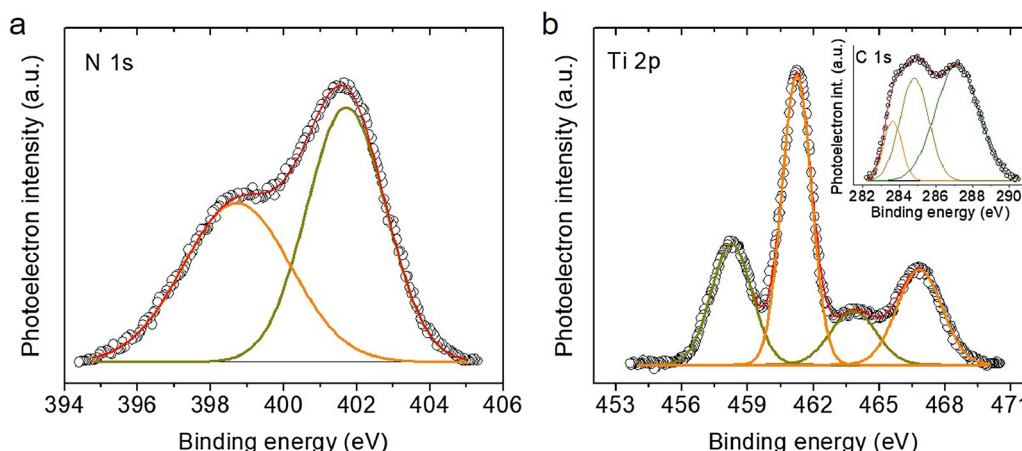 a
N 1s
Photoelectron intensity (a.u.)
394 396 398 400 402 404 406
Binding energy (eV)
b
Ti 2p
Photoelectron intensity (a.u.)
453 456 459 462 465 468 471
Binding energy (eV)
C 1s
Photoelectron int. (a.u.)
282 284 286 288 290
Binding energy (eV)